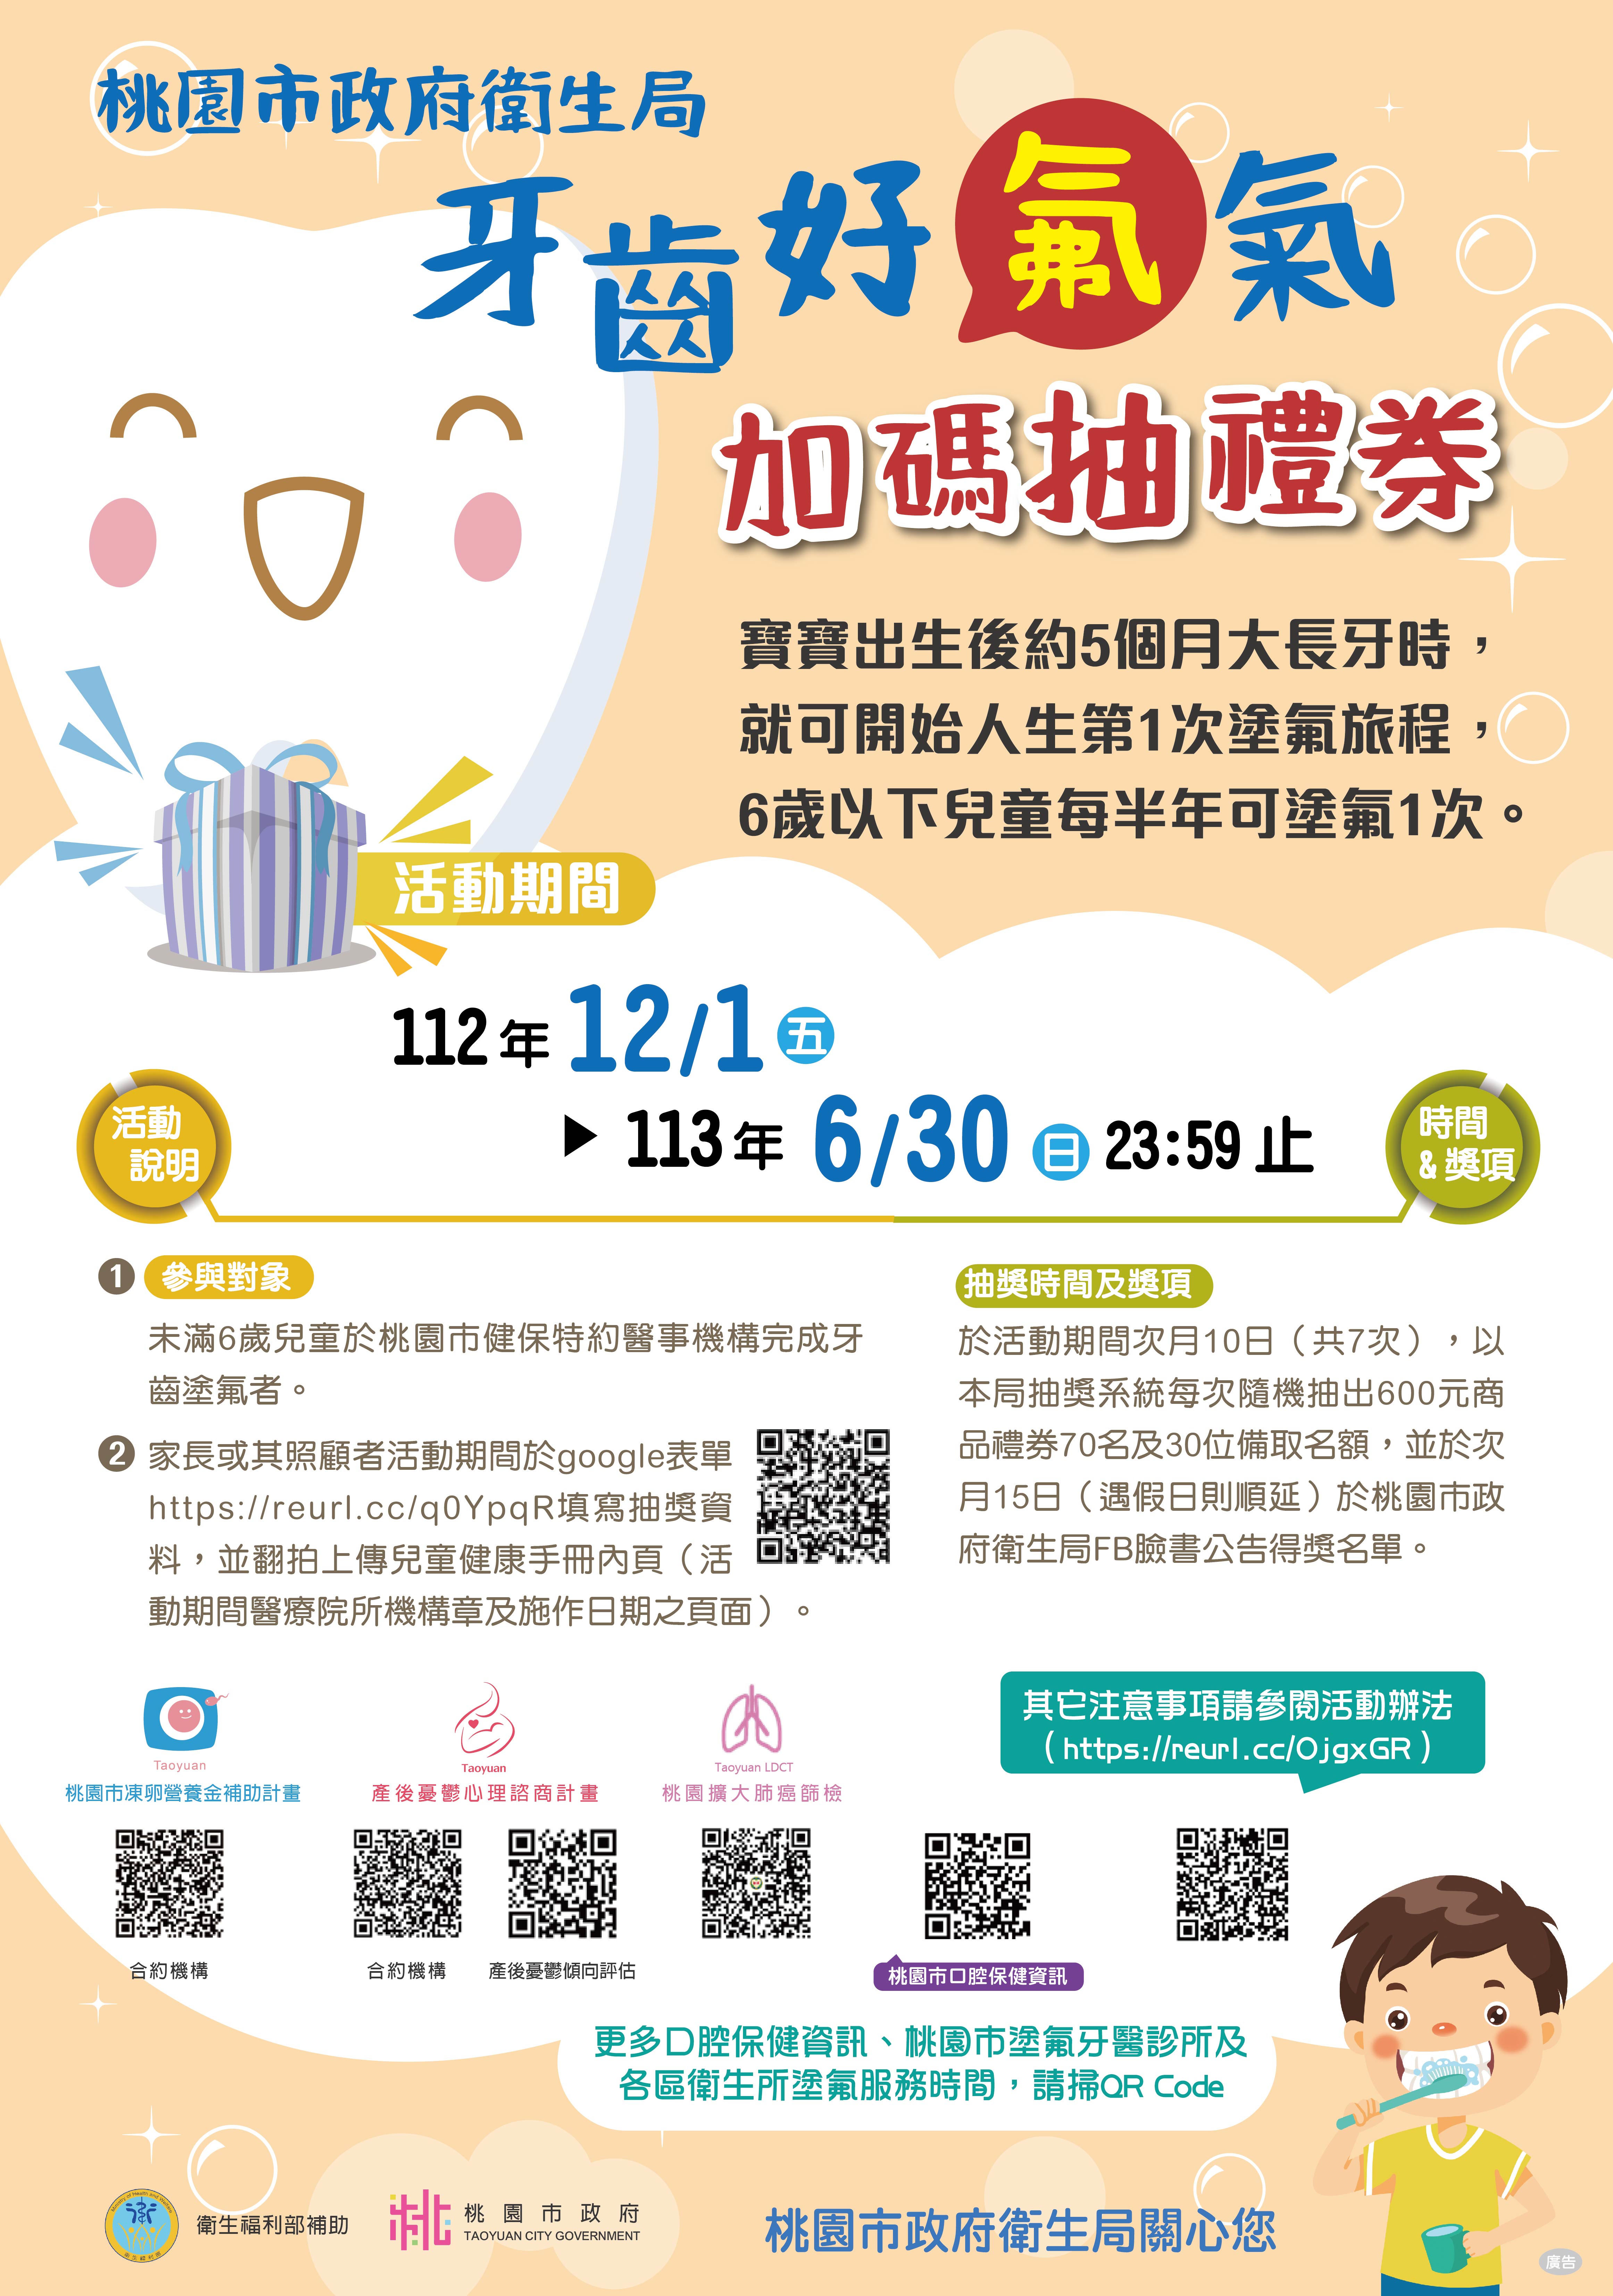 桃園市政府衛生局
牙齒好氟氣
加碼抽禮券
寶寶出生後約5個月大長牙時，
就可開始人生第1次塗氟旅程，
6歲以下兒童每半年可塗氟1次。
活動期間
112年 12/1 五
▶ 113年 6/30 日 23:59 止
活動
說明
時間
&獎項
1 參與對象
未滿6歲兒童於桃園市健保特約醫事機構完成牙
齒塗氟者。
2 家長或其照顧者活動期間於google表單
https://reurl.cc/q0YpqR填寫抽獎資
料，並翻拍上傳兒童健康手冊內頁（活
動期間醫療院所機構章及施作日期之頁面）。
抽獎時間及獎項
於活動期間次月10日（共7次），以
本局抽獎系統每次隨機抽出600元商
品禮券70名及30位備取名額，並於次
月15日（遇假日則順延）於桃園市政
府衛生局FB臉書公告得獎名單。
其它注意事項請參閱活動辦法
（https://reurl.cc/OjgxGR）
Taoyuan
桃園市凍卵營養金補助計畫
Taoyuan
產後憂鬱心理諮商計畫
Taoyuan LDCT
桃園擴大肺癌篩檢
合約機構
合約機構
產後憂鬱傾向評估
桃園市口腔保健資訊
更多口腔保健資訊、桃園市塗氟牙醫診所及
各區衛生所塗氟服務時間，請掃QR Code
衛生福利部補助
桃園市政府
TAOYUAN CITY GOVERNMENT
桃園市政府衛生局關心您
廣告